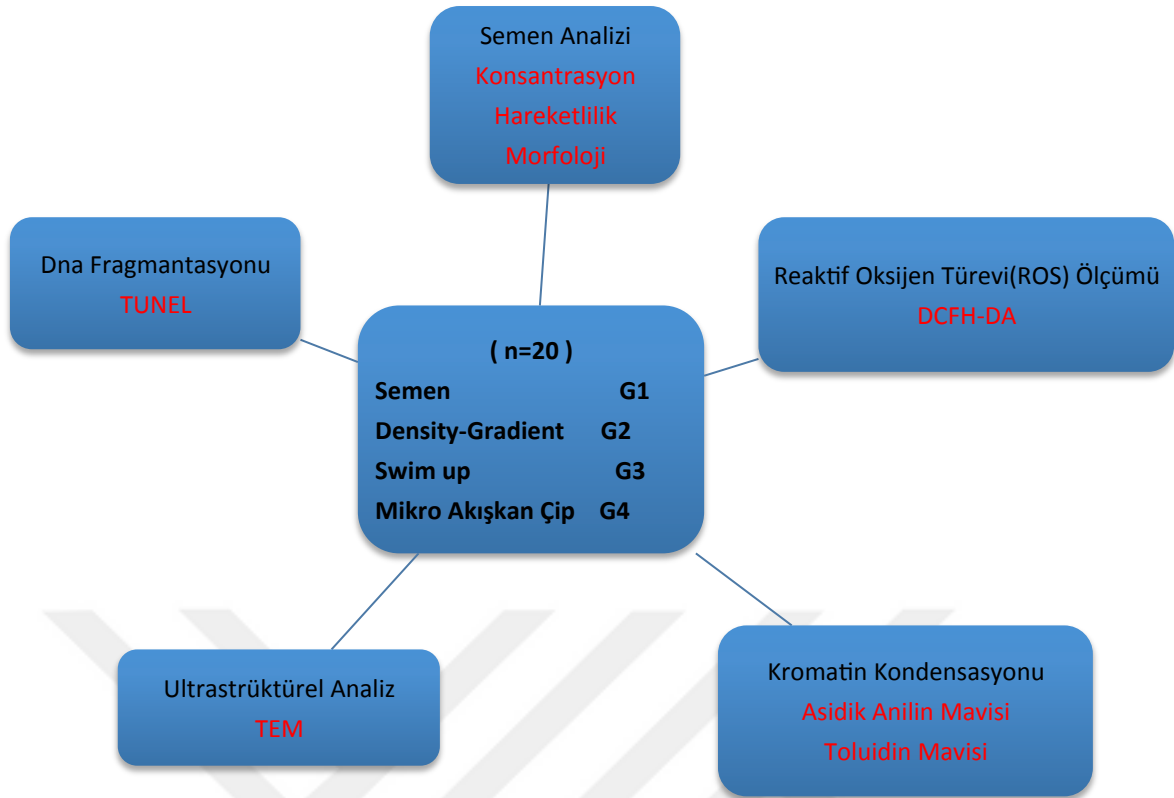 Semen Analizi
Konsantrasyon
Hareketlilik
Morfoloji
Dna Fragmantasyonu
TUNEL
Reaktif Oksijen Türevi(ROS) Ölçümü
DCFH-DA
( n=20 )
Semen G1
Density-Gradient G2
Swim up G3
Mikro Akışkan Çip G4
Ultrastrüktürel Analiz
TEM
Kromatin Kondensasyonu
Asidik Anilin Mavisi
Toluidin Mavisi